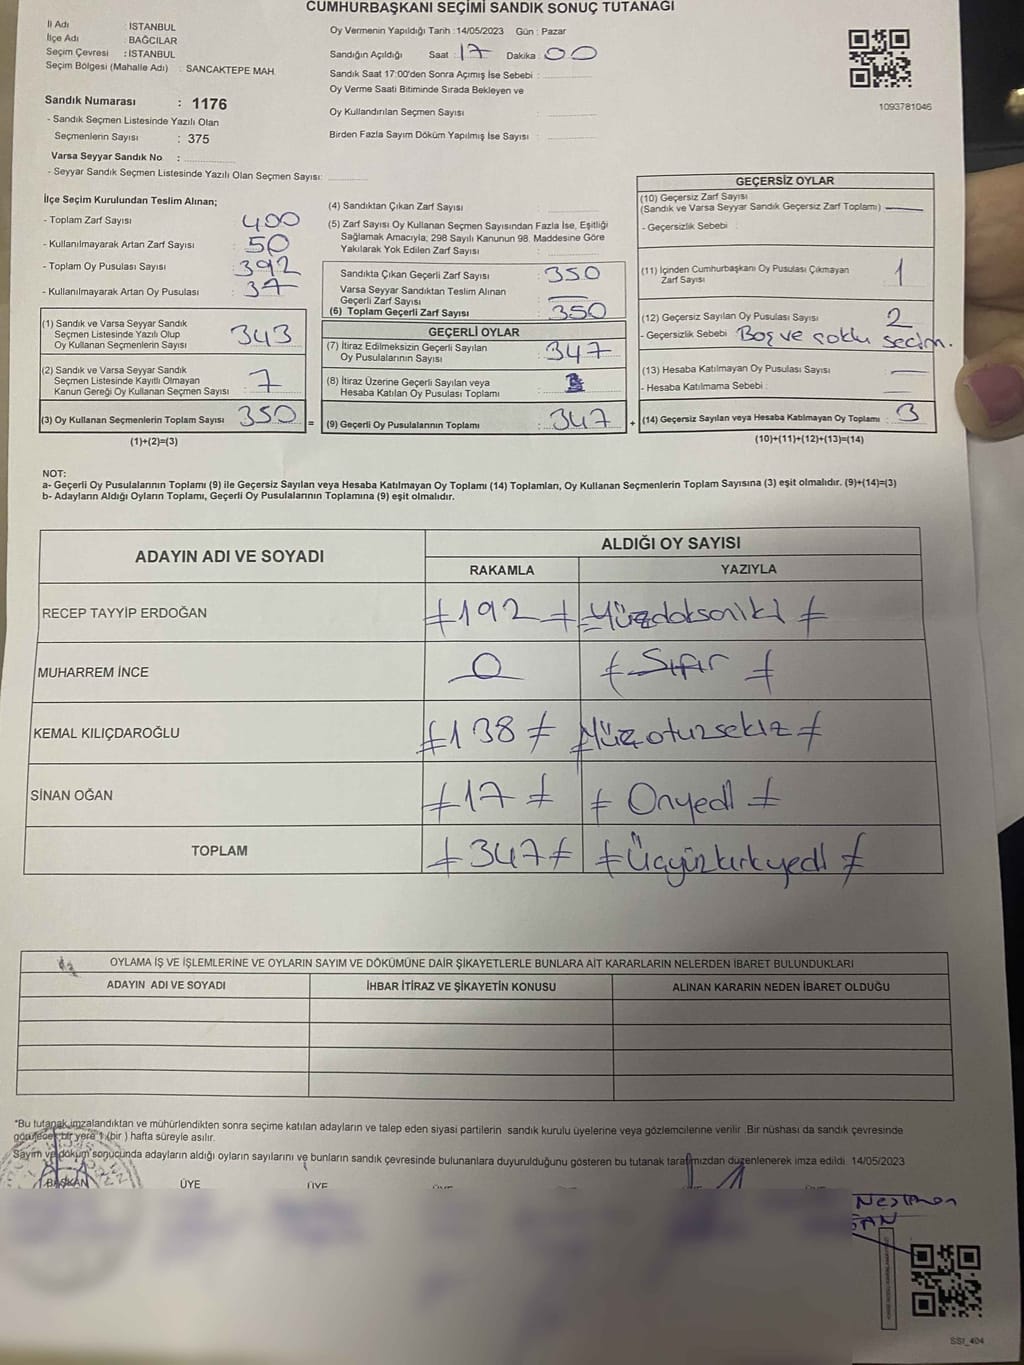 CUMHURBAŞKANI SEÇİMİ SANDIK SONUÇ TUTANAĞI
İl Adı : İSTANBUL
İlçe Adı : BAĞCILAR
Seçim Çevresi : İSTANBUL
Seçim Bölgesi (Mahalle Adı) : SANCAKTEPE MAH.
Sandık Numarası : 1176
- Sandık Seçmen Listesinde Yazılı Olan
Seçmenlerin Sayısı : 375
Varsa Seyyar Sandık No :
- Seyyar Sandık Seçmen Listesinde Yazılı Olan Seçmen Sayısı:
Oy Vermenin Yapıldığı Tarih : 14/05/2023 Gün : Pazar
Sandığın Açıldığı Saat : 17 Dakika : 00
Sandık Saat 17:00'den Sonra Açımış İse Sebebi :
Oy Verme Saati Bitiminde Sırada Bekleyen ve
Oy Kullandırılan Seçmen Sayısı :
Birden Fazla Sayım Döküm Yapılmış İse Sayısı :
1093781046
İlçe Seçim Kurulundan Teslim Alınan;
- Toplam Zarf Sayısı : 400
- Kullanılmayarak Artan Zarf Sayısı : 50
- Toplam Oy Pusulası Sayısı : 392
- Kullanılmayarak Artan Oy Pusulası : 37
(1) Sandık ve Varsa Seyyar Sandık
Seçmen Listesinde Yazılı Olup
Oy Kullanan Seçmenlerin Sayısı : 343
(2) Sandık ve Varsa Seyyar Sandık
Seçmen Listesinde Kayıtlı Olmayan
Kanun Gereği Oy Kullanan Seçmen Sayısı : 7
(3) Oy Kullanan Seçmenlerin Toplam Sayısı : 350
(1)+(2)=(3)
(4) Sandıktan Çıkan Zarf Sayısı :
(5) Zarf Sayısı Oy Kullanan Seçmen Sayısından Fazla İse, Eşitliği
Sağlamak Amacıyla; 298 Sayılı Kanunun 98. Maddesine Göre
Yakılarak Yok Edilen Zarf Sayısı :
Sandıkta Çıkan Geçerli Zarf Sayısı : 350
Varsa Seyyar Sandıktan Teslim Alınan
Geçerli Zarf Sayısı :
(6) Toplam Geçerli Zarf Sayısı : 350
GEÇERLİ OYLAR
(7) İtiraz Edilmeksizin Geçerli Sayılan
Oy Pusulalarının Sayısı : 347
(8) İtiraz Üzerine Geçerli Sayılan veya
Hesaba Katılan Oy Pusulası Toplamı :
(9) Geçerli Oy Pusulalarının Toplamı : 347
GEÇERSİZ OYLAR
(10) Geçersiz Zarf Sayısı
(Sandık ve Varsa Seyyar Sandık Geçersiz Zarf Toplamı) :
- Geçersizlik Sebebi :
(11) İçinden Cumhurbaşkanı Oy Pusulası Çıkmayan
Zarf Sayısı : 1
(12) Geçersiz Sayılan Oy Pusulası Sayısı : 2
- Geçersizlik Sebebi : Boş ve çoklu secim.
(13) Hesaba Katılmayan Oy Pusulası Sayısı :
- Hesaba Katılmama Sebebi :
(14) Geçersiz Sayılan veya Hesaba Katılmayan Oy Toplamı : 3
(10)+(11)+(12)+(13)=(14)
NOT:
a- Geçerli Oy Pusulalarının Toplamı (9) ile Geçersiz Sayılan veya Hesaba Katılmayan Oy Toplamı (14) Toplamları, Oy Kullanan Seçmenlerin Toplam Sayısına (3) eşit olmalıdır. (9)+(14)=(3)
b- Adayların Aldığı Oyların Toplamı, Geçerli Oy Pusulalarının Toplamına (9) eşit olmalıdır.
ADAYIN ADI VE SOYADI ALDIĞI OY SAYISI
RAKAMLA YAZIYLA
RECEP TAYYİP ERDOĞAN 192 Yüzdoksaniki
MUHARREM İNCE 0 Sıfır
KEMAL KILIÇDAROĞLU 138 Yüzotuzsekiz
SİNAN OĞAN 17 Onyedi
TOPLAM 347 Üçyüzkırkyedi
OYLAMA İŞ VE İŞLEMLERİNE VE OYLARIN SAYIM VE DÖKÜMÜNE DAİR ŞİKAYETLERLE BUNLARA AİT KARARLARIN NELERDEN İBARET BULUNDUKLARI
ADAYIN ADI VE SOYADI İHBAR İTİRAZ VE ŞİKAYETİN KONUSU ALINAN KARARIN NEDEN İBARET OLDUĞU
*Bu tutanak imzalandıktan ve mühürlendikten sonra seçime katılan adayların ve talep eden siyasi partilerin sandık kurulu üyelerine veya gözlemcilerine verilir .Bir nüshası da sandık çevresinde
görülecek bir yere 1 (bir ) hafta süreyle asılır.
Sayım ve döküm sonucunda adayların aldığı oyların sayılarını ve bunların sandık çevresinde bulunanlara duyurulduğunu gösteren bu tutanak tarafımızdan düzenlenerek imza edildi. 14/05/2023
BAŞKAN ÜYE ÜYE
SSI_404